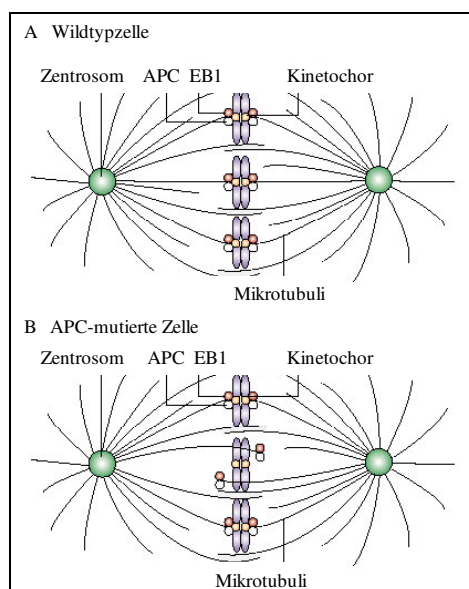 A Wildtypzelle
Zentrosom APC EB1 Kinetochor
Mikrotubuli
B APC-mutierte Zelle
Zentrosom APC EB1 Kinetochor
Mikrotubuli